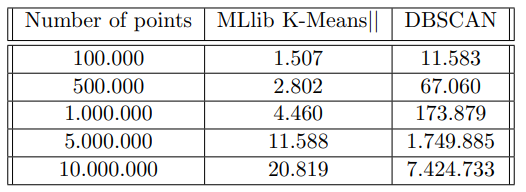 Number of points MLlib K-Means|| DBSCAN
100.000 1.507 11.583
500.000 2.802 67.060
1.000.000 4.460 173.879
5.000.000 11.588 1.749.885
10.000.000 20.819 7.424.733